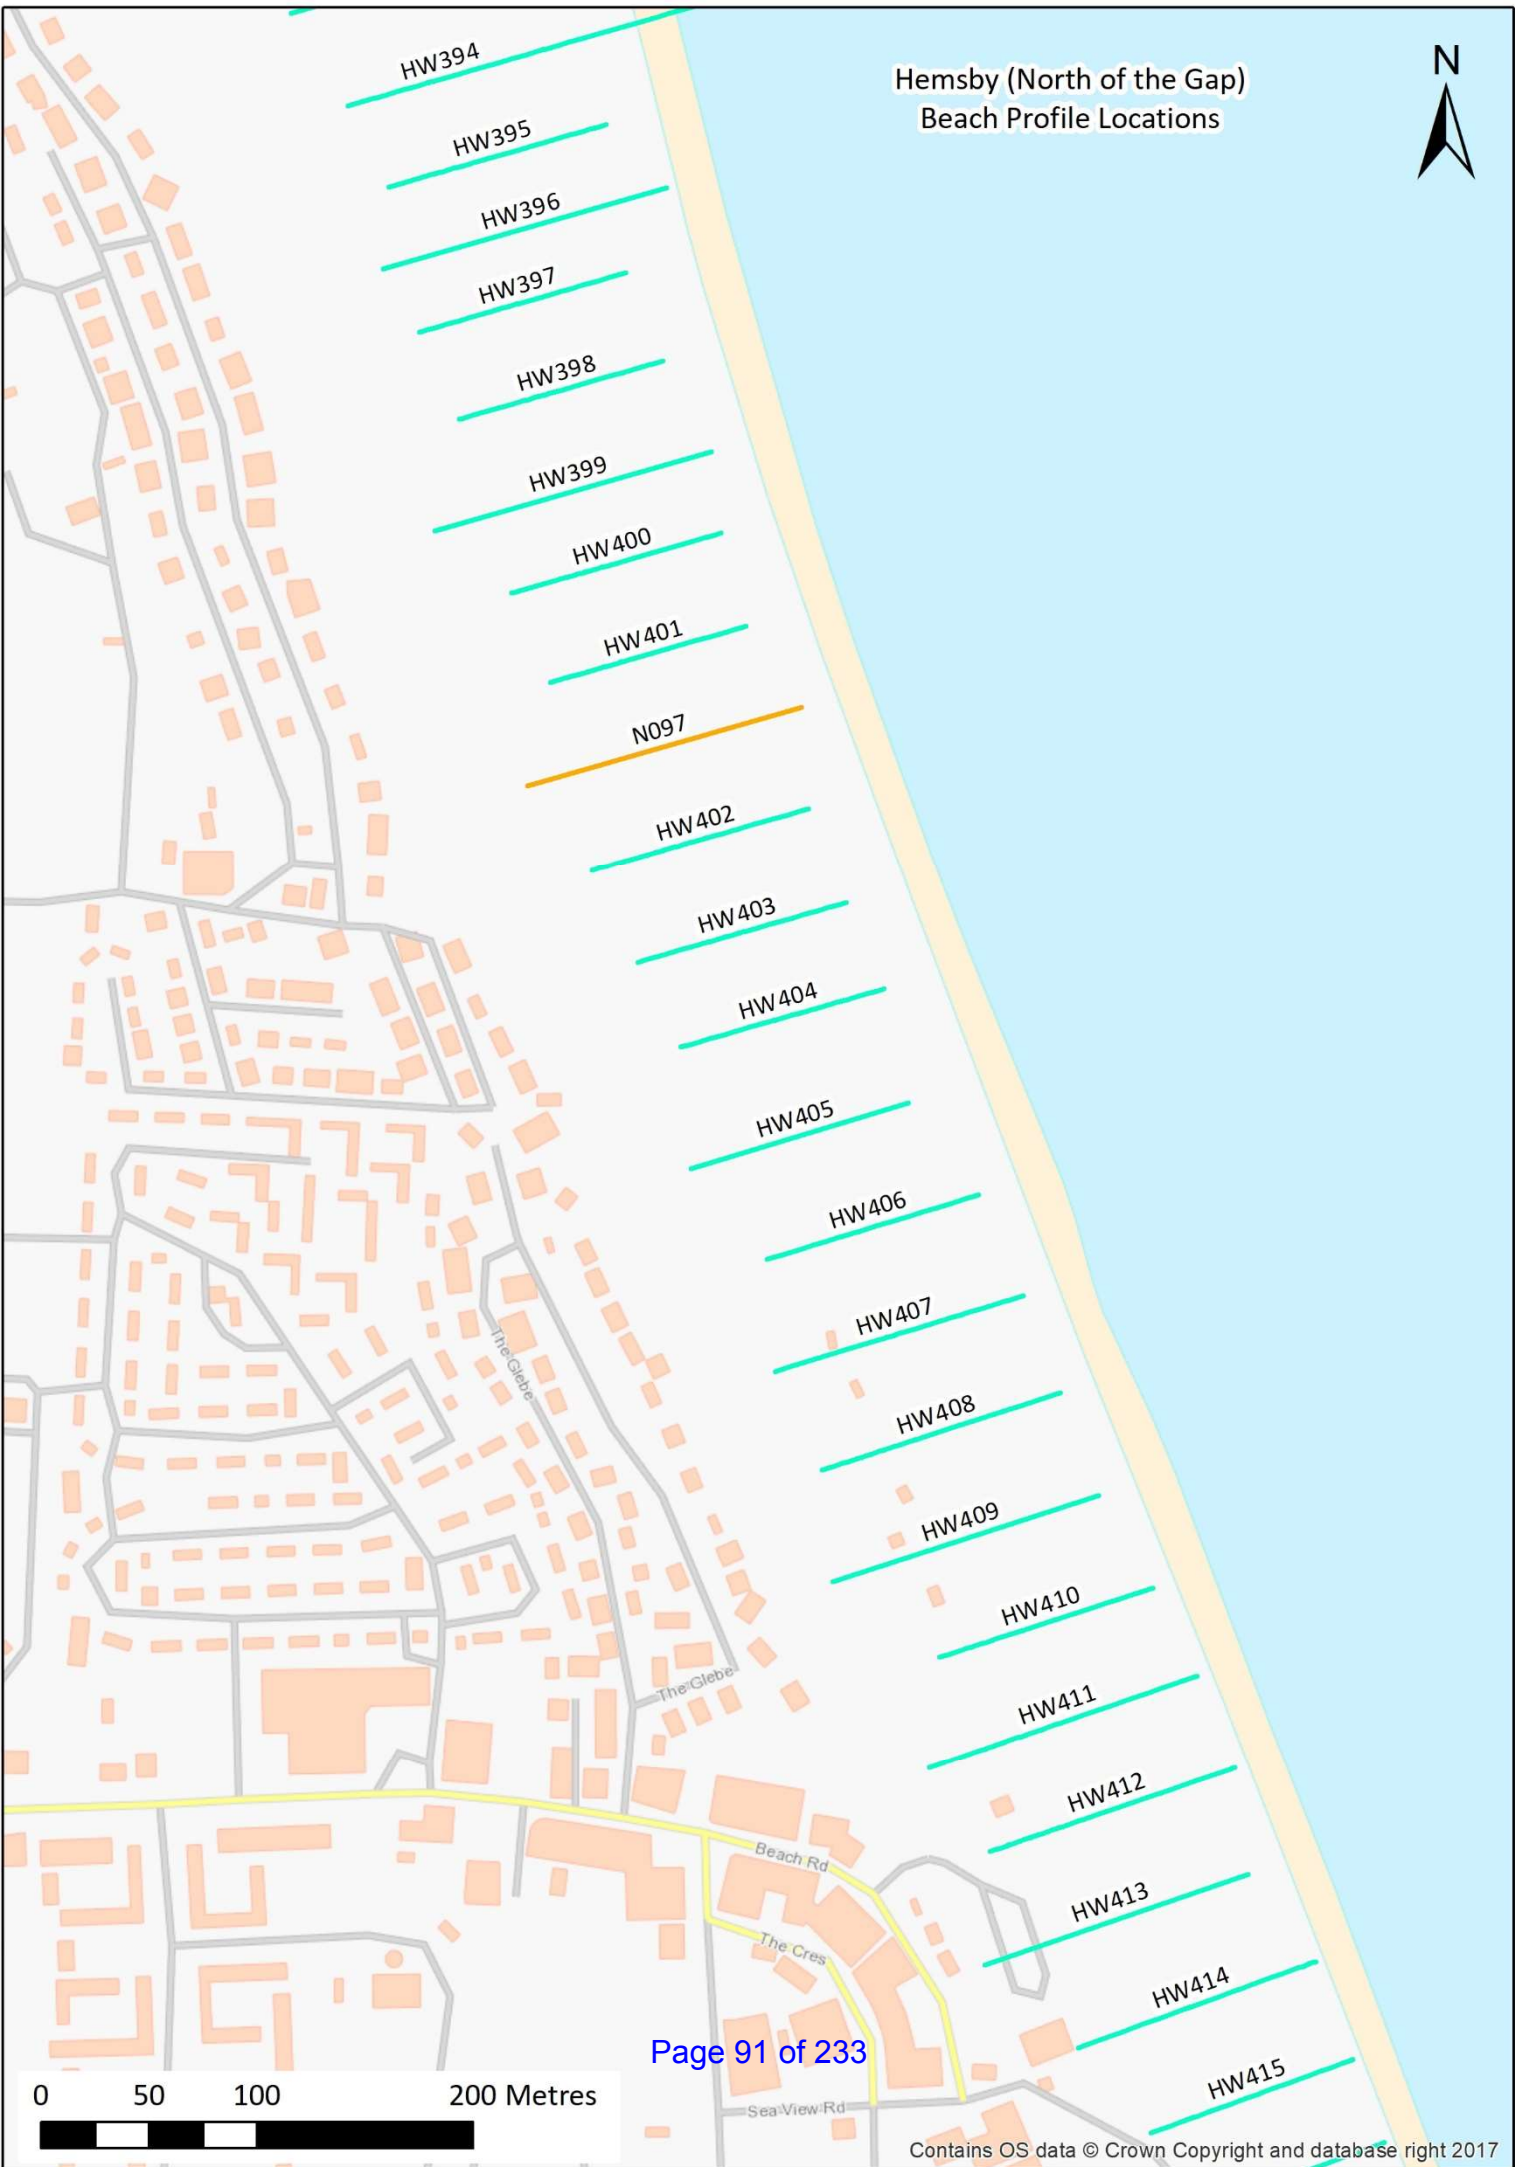 HW394
Hemsby (North of the Gap)
Beach Profile Locations
N
HW395
HW396
HW397
HW398
HW399
HW400
HW401
N097
HW402
HW403
HW404
HW405
HW406
HW407
The Glebe
HW408
HW409
HW410
The Glebe
HW411
HW412
Beach Rd
HW413
The Cres
HW414
Page 91 of 233
HW415
0 50 100 200 Metres
Sea View Rd
Contains OS data © Crown Copyright and database right 2017